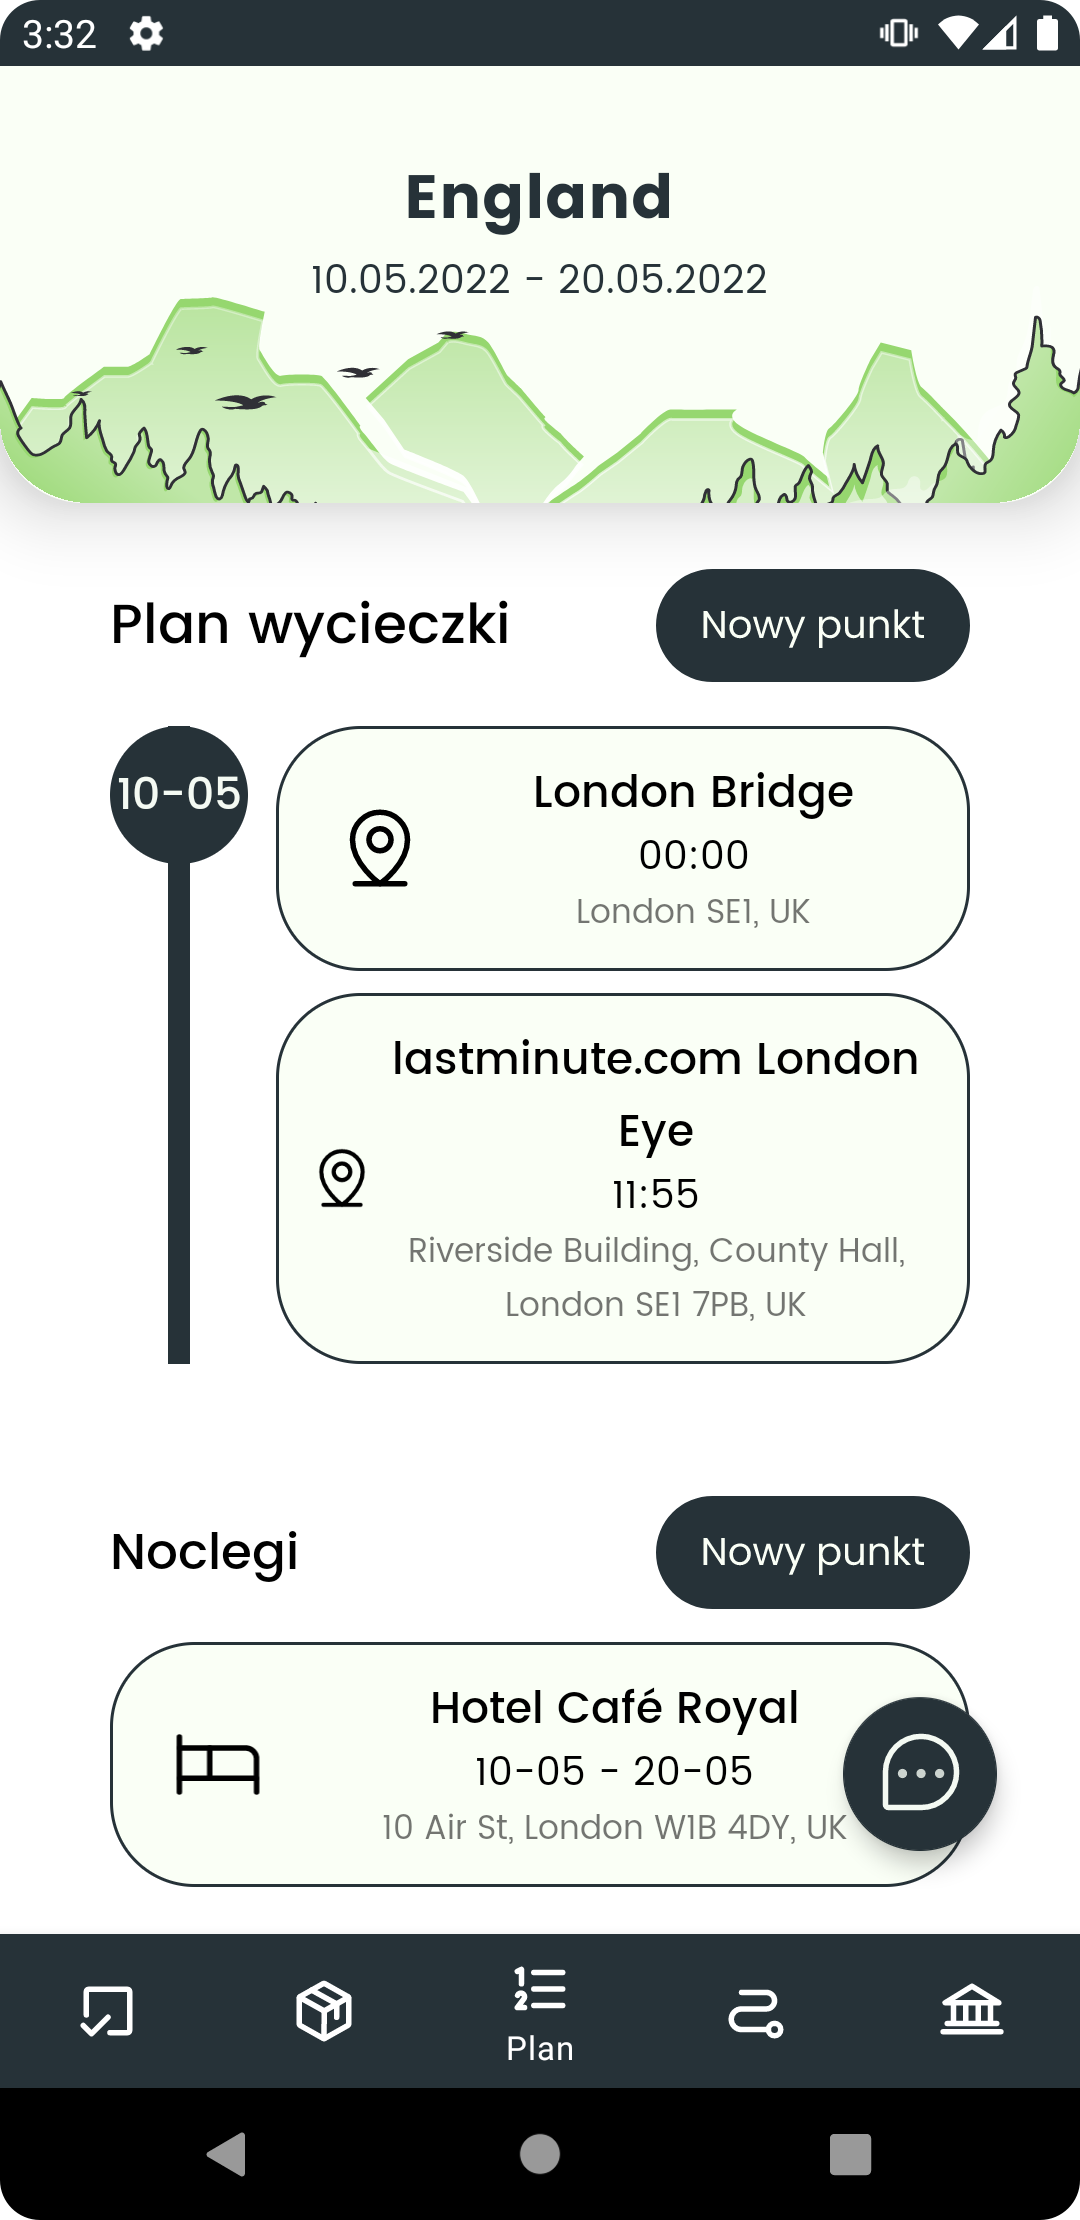 3:32
England
10.05.2022 - 20.05.2022
Plan wycieczki
Nowy punkt
10-05
London Bridge
00:00
London SE1, UK
lastminute.com London
Eye
11:55
Riverside Building, County Hall,
London SE1 7PB, UK
Noclegi
Nowy punkt
Hotel Café Royal
10-05 - 20-05
10 Air St, London W1B 4DY, UK
Plan